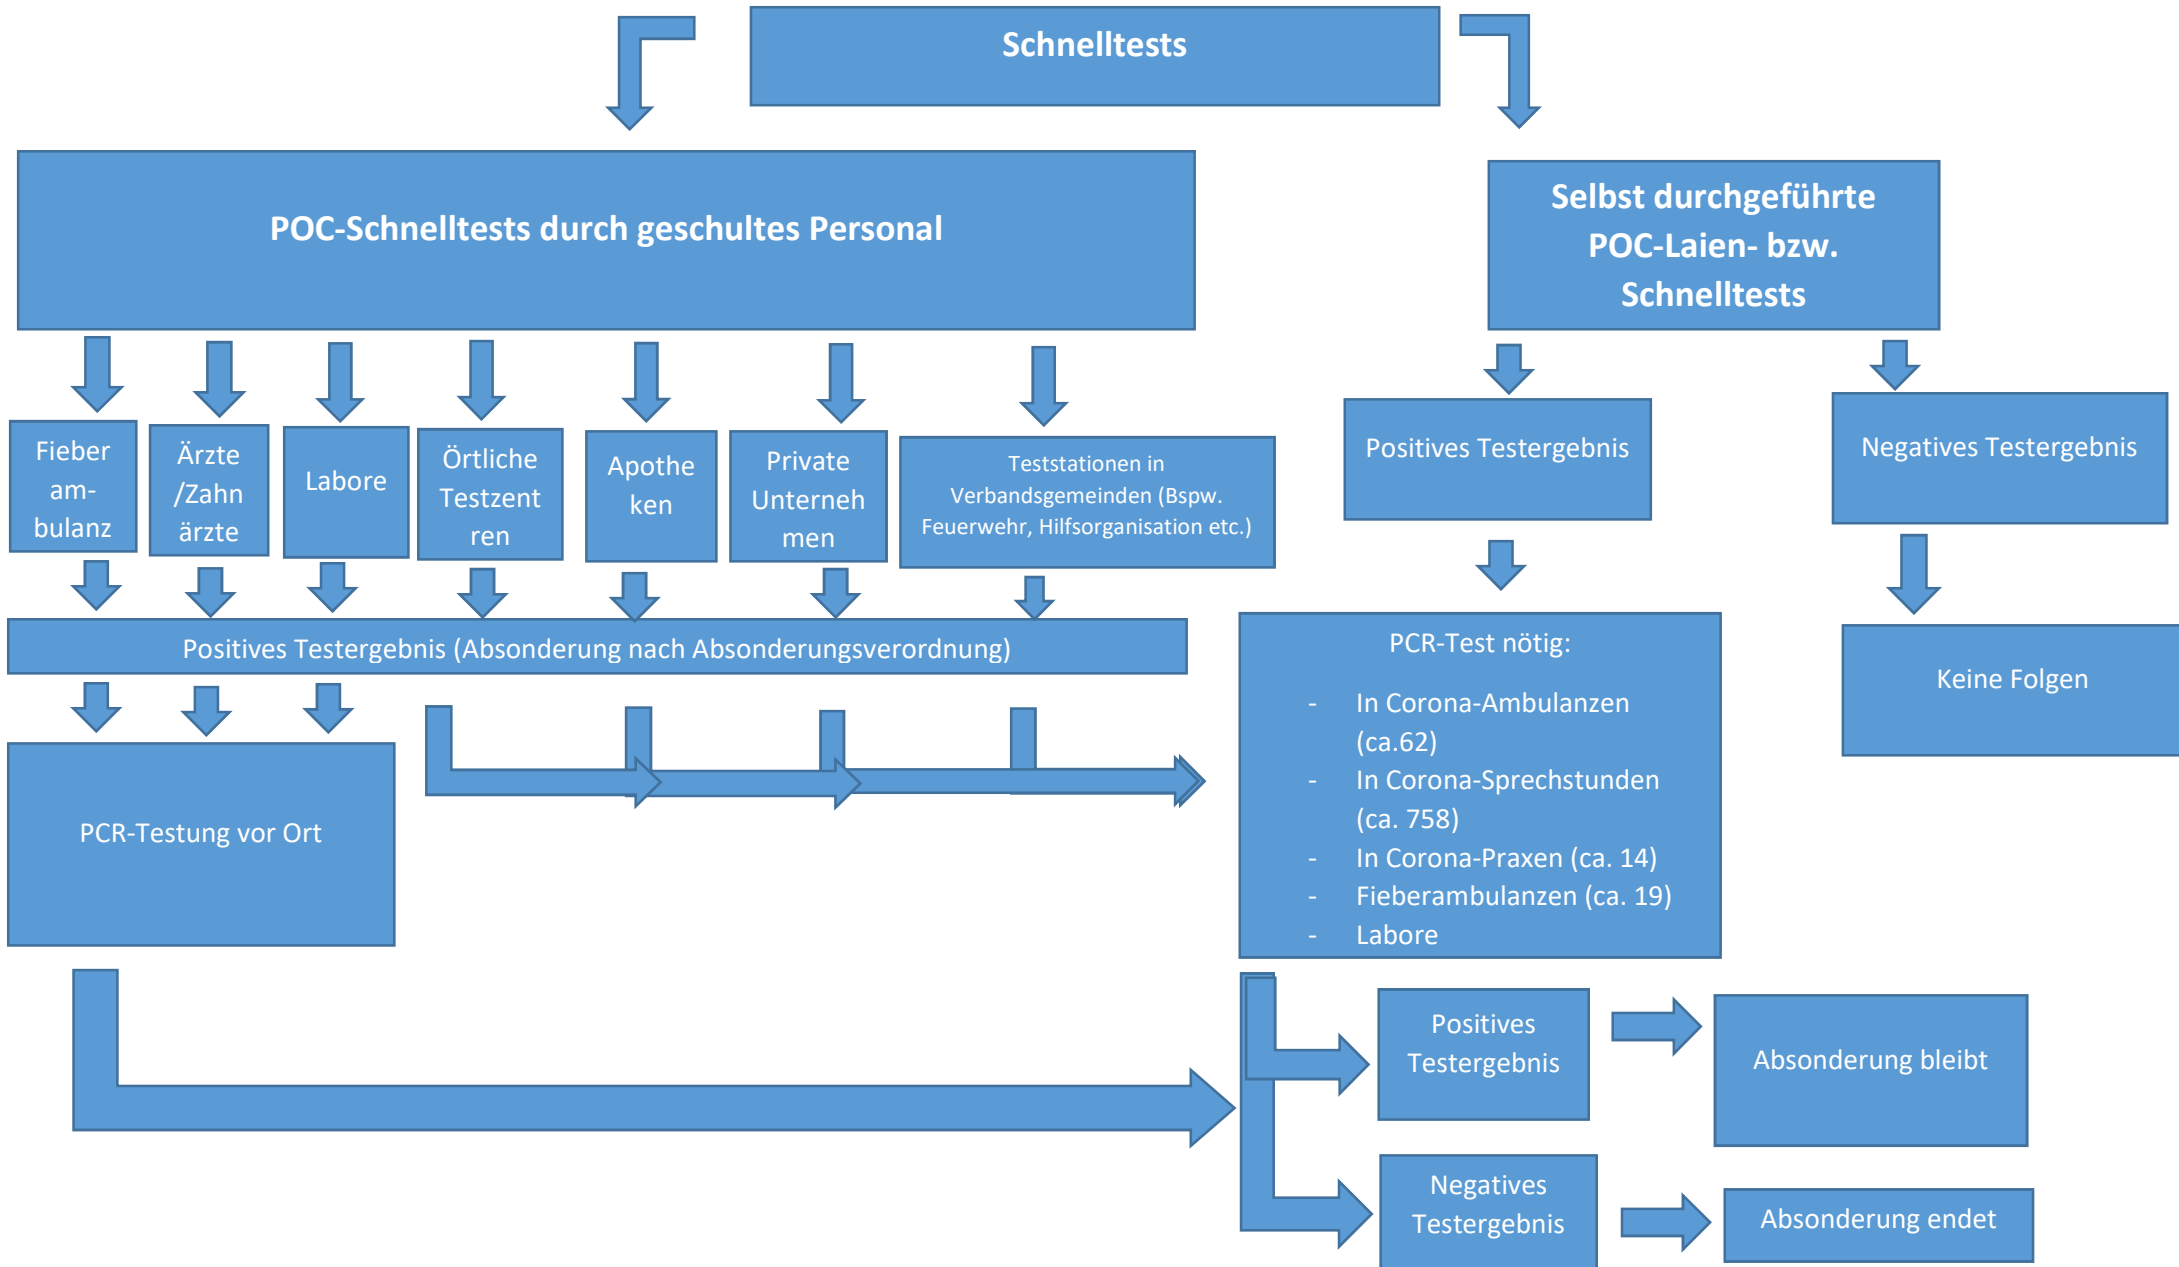 Schnelltests
POC-Schnelltests durch geschultes Personal
Selbst durchgeführte
POC-Laien- bzw.
Schnelltests
Fieber
am-
bulanz
Ärzte
/Zahn
ärzte
Labore
Örtliche
Testzent
ren
Apothe
ken
Private
Unterneh
men
Teststationen in
Verbandsgemeinden (Bspw.
Feuerwehr, Hilfsorganisation etc.)
Positives Testergebnis
Negatives Testergebnis
Positives Testergebnis (Absonderung nach Absonderungsverordnung)
PCR-Testung vor Ort
PCR-Test nötig:
- In Corona-Ambulanzen
(ca.62)
- In Corona-Sprechstunden
(ca. 758)
- In Corona-Praxen (ca. 14)
- Fieberambulanzen (ca. 19)
- Labore
Keine Folgen
Positives
Testergebnis
Absonderung bleibt
Negatives
Testergebnis
Absonderung endet